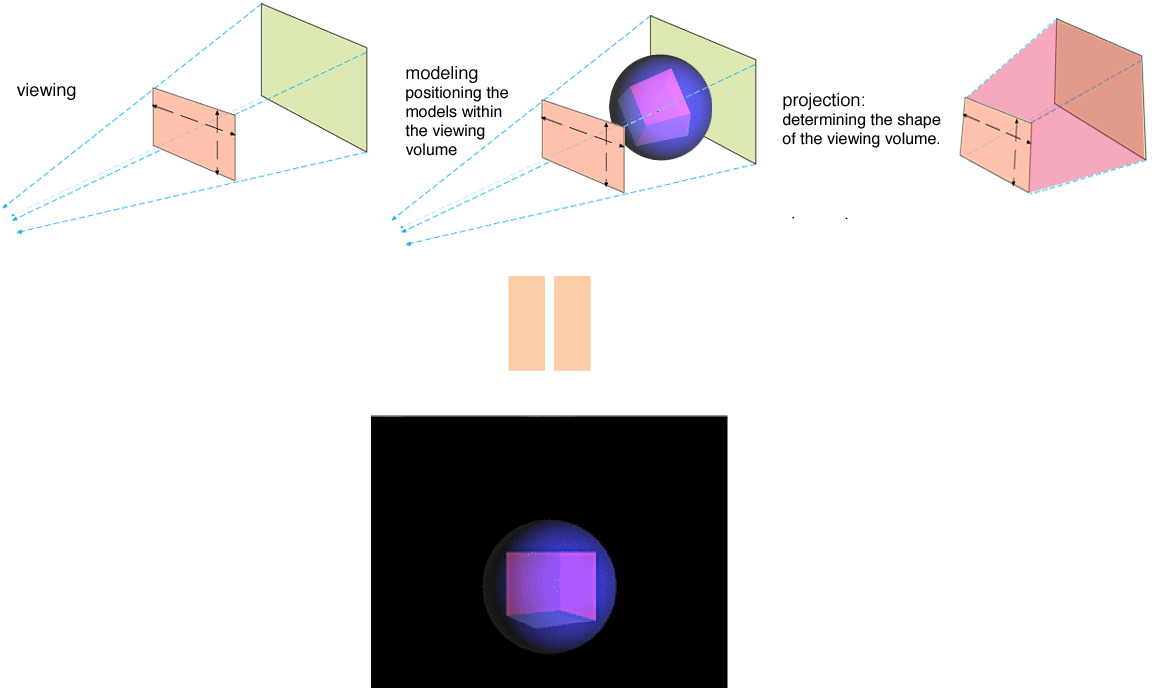 viewing
modeling
positioning the
models within
the viewing
volume
projection:
determining the shape
of the viewing volume.